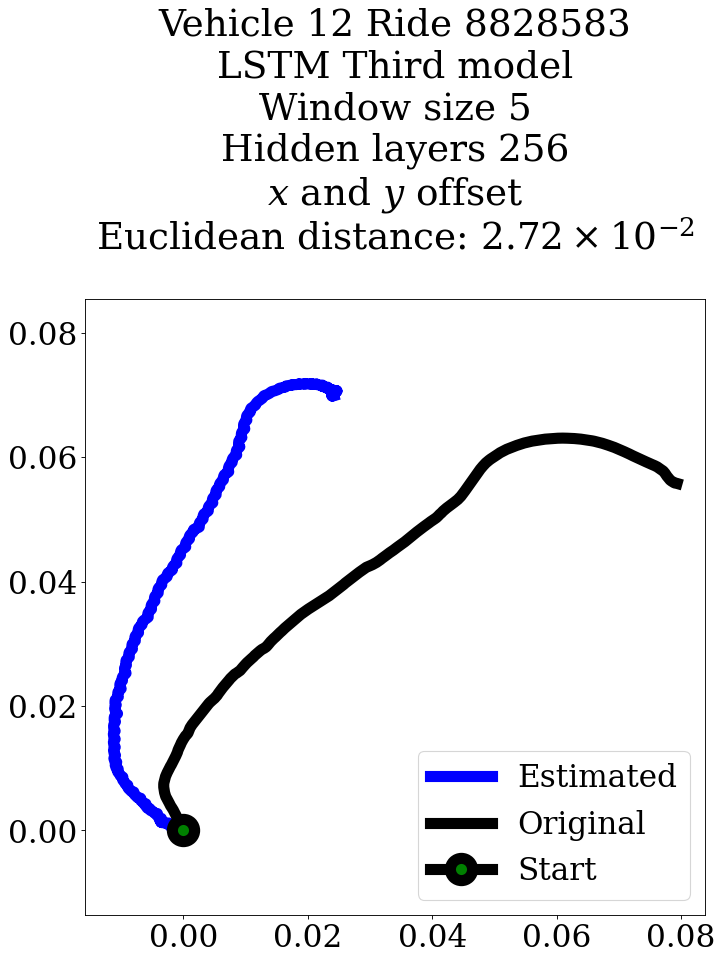 Vehicle 12 Ride 8828583
LSTM Third model
Window size 5
Hidden layers 256
x and y offset
Euclidean distance: 2.72 × 10⁻²
0.08
0.06
0.04
0.02
0.00
Estimated
Original
Start
0.00 0.02 0.04 0.06 0.08